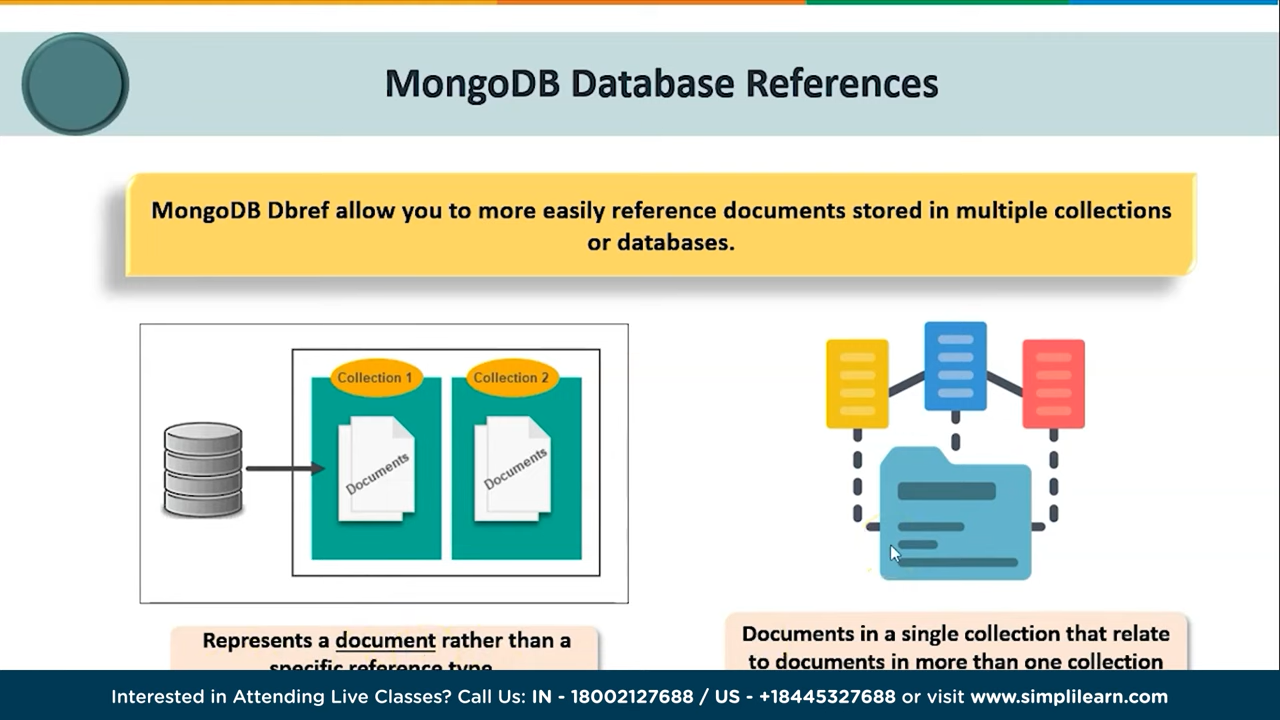 MongoDB Database References
MongoDB Dbref allow you to more easily reference documents stored in multiple collections
or databases.
Collection 1
Collection 2
Documents
Documents
Represents a document rather than a
specific reference type
Documents in a single collection that relate
to documents in more than one collection
Interested in Attending Live Classes? Call Us: IN - 18002127688 / US - +18445327688 or visit www.simplilearn.com